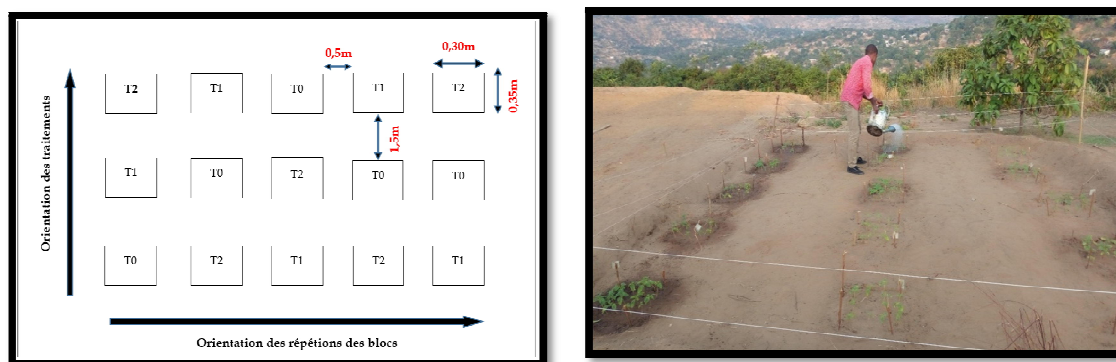 0,5m
0,30m
T2 T1 T0 T1 T2
0,35m
1,5m
T1 T0 T2 T0 T0
T0 T2 T1 T2 T1
Orientation des traitements
Orientation des répétions des blocs